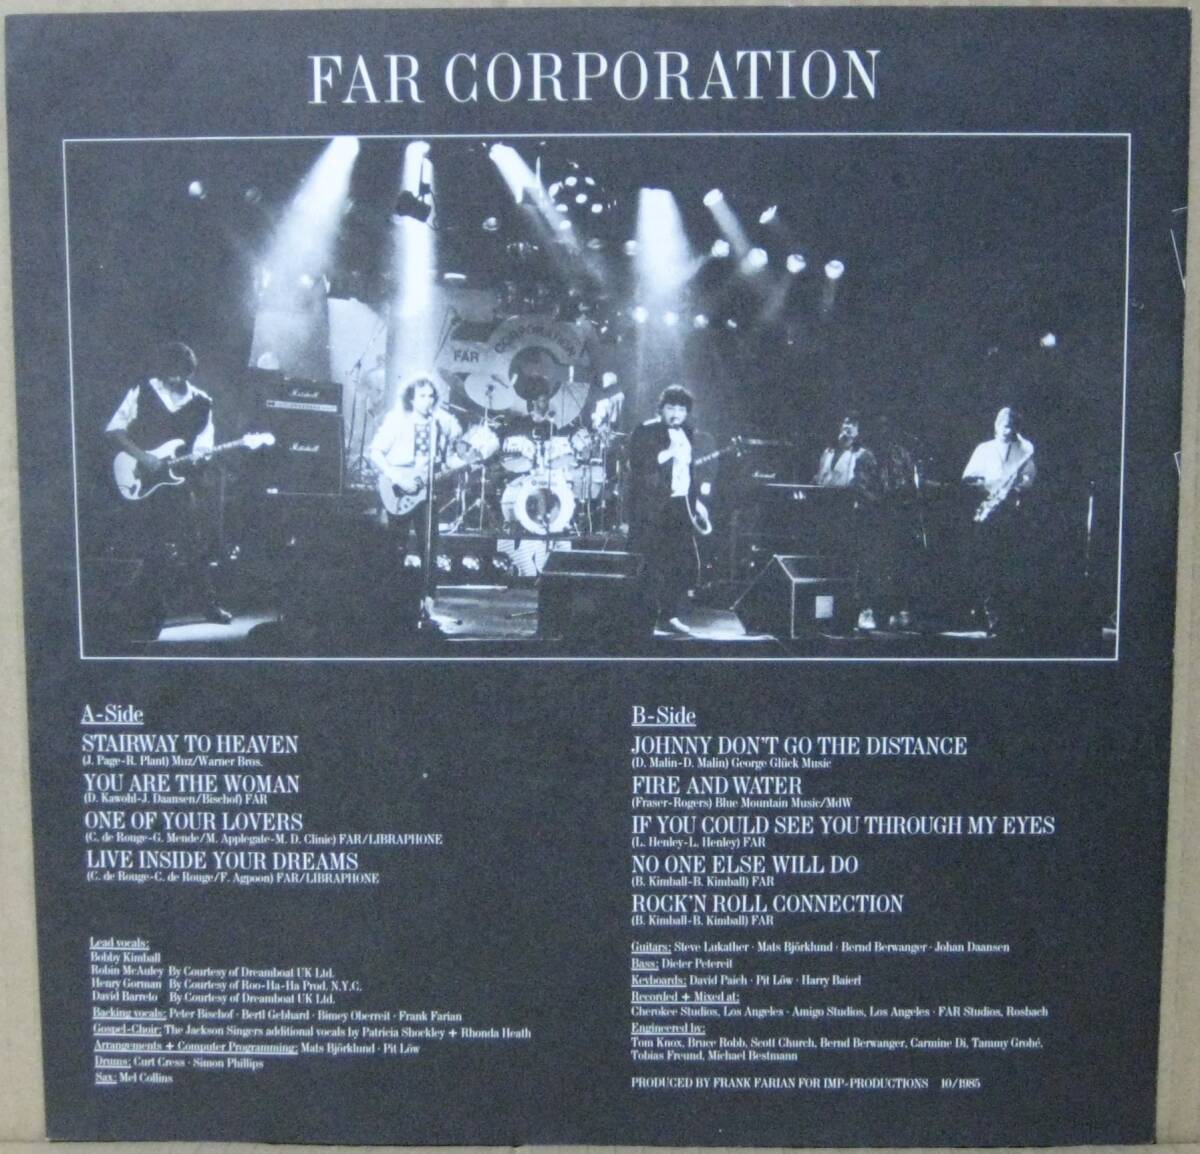 FAR CORPORATION
FAR CORPORATION
Marshall
Marshall
A-Side
STAIRWAY TO HEAVEN
(J. Page-R. Plant) Muz/Warner Bros.
YOU ARE THE WOMAN
(D. Kawohl-J. Daansen/Bischof) FAR
ONE OF YOUR LOVERS
(C. de Rouge-G. Mende/M. Applegate-M. D. Clinic) FAR/LIBRAPHONE
LIVE INSIDE YOUR DREAMS
(C. de Rouge-C. de Rouge/F. Agpoon) FAR/LIBRAPHONE
Lead vocals:
Bobby Kimball
Robin McAuley By Courtesy of Dreamboat UK Ltd.
Henry Gorman By Courtesy of Roo-Ha-Ha Prod. N.Y.C.
David Barreto By Courtesy of Dreamboat UK Ltd.
Backing vocals: Peter Bischof · Bertl Gebhard · Bimey Oberreit · Frank Farian
Gospel-Choir: The Jackson Singers additional vocals by Patricia Shockley + Rhonda Heath
Arrangements + Computer Programming: Mats Björklund · Pit Löw
Drums: Curt Cress · Simon Phillips
Sax: Mel Collins
B-Side
JOHNNY DON'T GO THE DISTANCE
(D. Malin-D. Malin) George Glück Music
FIRE AND WATER
(Fraser-Rogers) Blue Mountain Music/MdW
IF YOU COULD SEE YOU THROUGH MY EYES
(L. Henley-L. Henley) FAR
NO ONE ELSE WILL DO
(B. Kimball-B. Kimball) FAR
ROCK'N ROLL CONNECTION
(B. Kimball-B. Kimball) FAR
Guitars: Steve Lukather · Mats Björklund · Bernd Berwanger · Johan Daansen
Bass: Dieter Petereit
Keyboards: David Paich · Pit Löw · Harry Baierl
Recorded + Mixed at:
Cherokee Studios, Los Angeles · Amigo Studios, Los Angeles · FAR Studios, Rosbach
Engineered by:
Tom Knox, Bruce Robb, Scott Church, Bernd Berwanger, Carmine Di, Tammy Grohé,
Tobias Freund, Michael Bestmann
PRODUCED BY FRANK FARIAN FOR IMP-PRODUCTIONS 10/1985